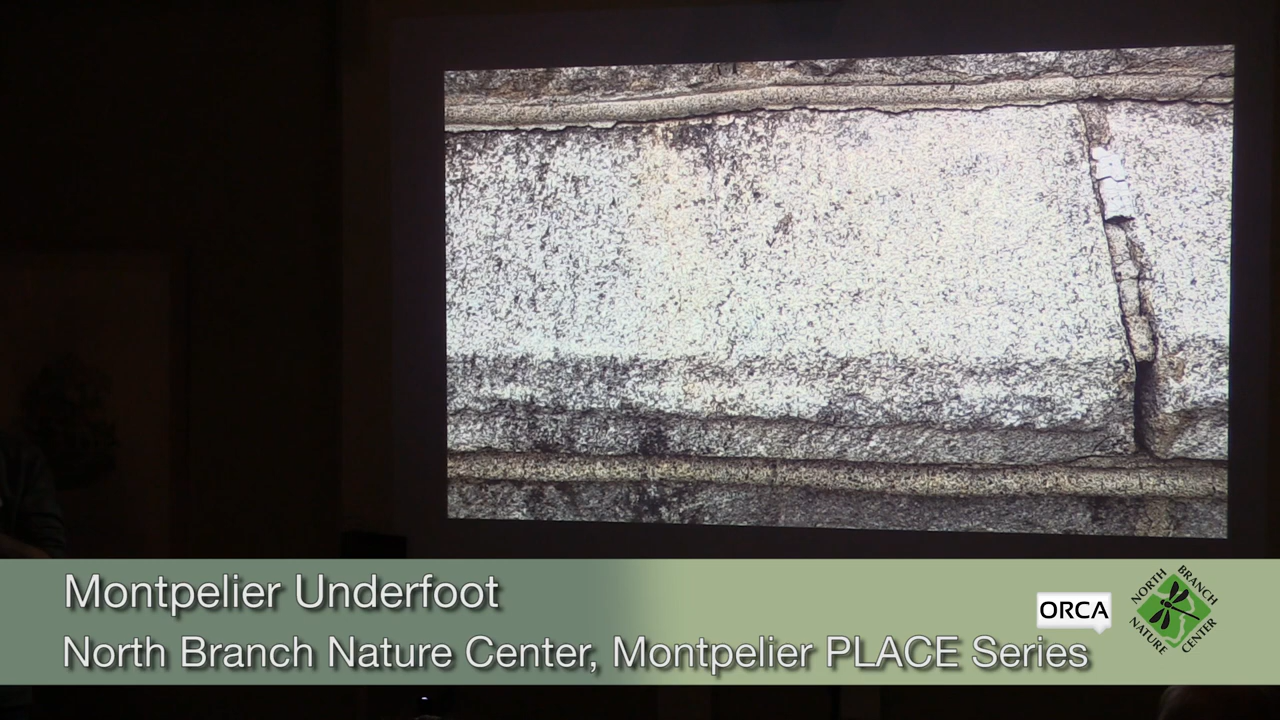 Montpelier Underfoot
North Branch Nature Center, Montpelier PLACE Series
ORCA
NORTH BRANCH
NATURE CENTER